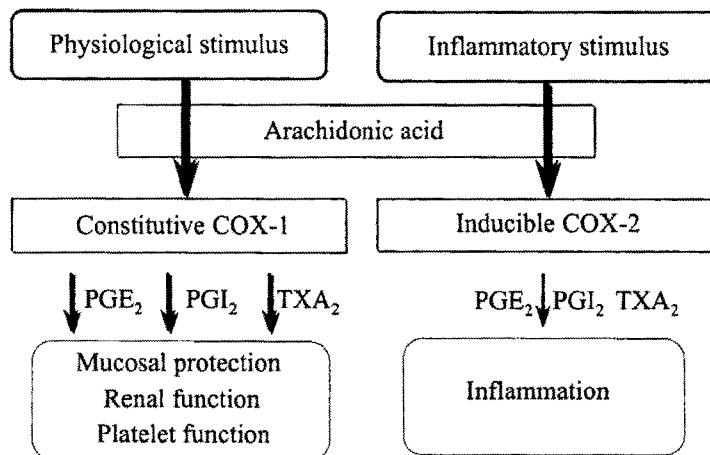 Physiological stimulus
Inflammatory stimulus
Arachidonic acid
Constitutive COX-1
Inducible COX-2
PGE₂ PGI₂ TXA₂
PGE₂ PGI₂ TXA₂
Mucosal protection
Renal function
Platelet function
Inflammation